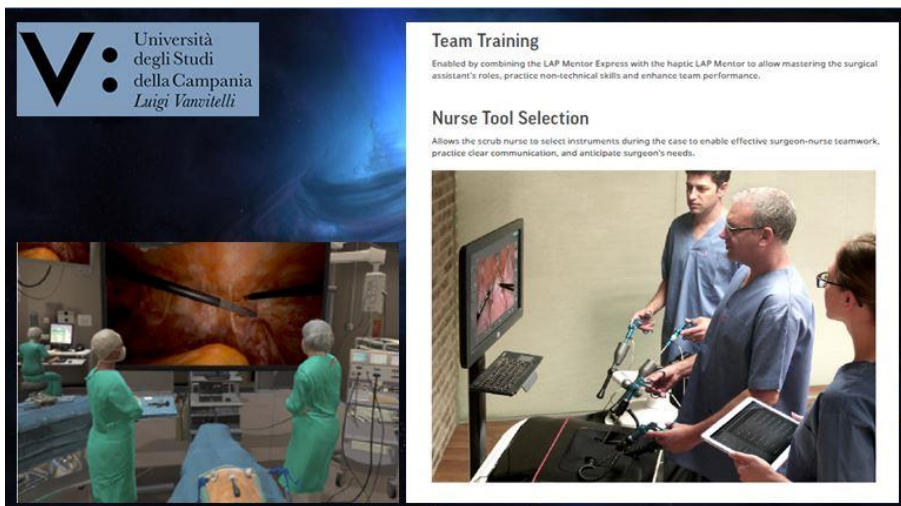 V:
Università
degli Studi
della Campania
Luigi Vanvitelli
Team Training
Enabled by combining the LAP Mentor Express with the haptic LAP Mentor to allow mastering the surgical
assistant's roles, practice non-technical skills and enhance team performance.
Nurse Tool Selection
Allows the scrub nurse to select instruments during the case to enable effective surgeon-nurse teamwork,
practice clear communication, and anticipate surgeon's needs.